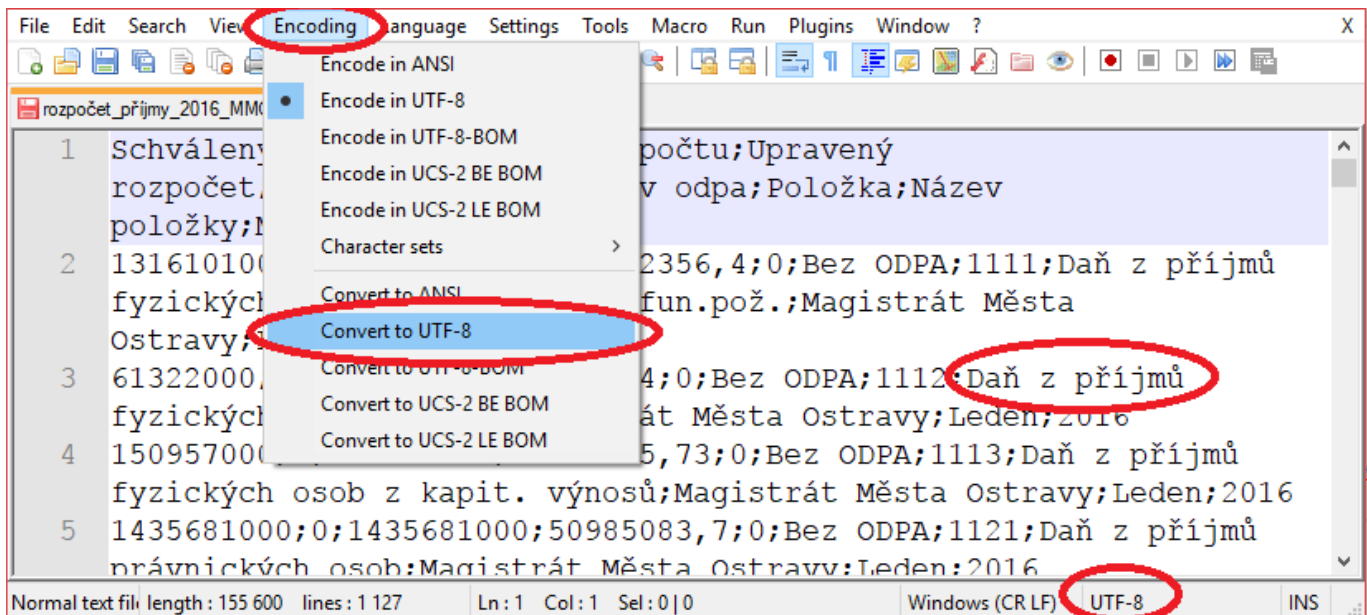 File Edit Search View Encoding Language Settings Tools Macro Run Plugins Window ? X
Encode in ANSI
Encode in UTF-8
Encode in UTF-8-BOM
Encode in UCS-2 BE BOM
Encode in UCS-2 LE BOM
Character sets >
Convert to ANSI
Convert to UTF-8
Convert to UTF-8-BOM
Convert to UCS-2 BE BOM
Convert to UCS-2 LE BOM
rozpočet_příjmy_2016_MMO
1 Schválený počtu;Upravený
rozpočet v odpa;Položka;Název
položky;
2 131610100 2356,4;0;Bez ODPA;1111;Daň z příjmů
fyzických fun.pož.;Magistrát Města
Ostravy;
3 61322000 4;0;Bez ODPA;1112;Daň z příjmů
fyzických át Města Ostravy;Leden;2016
4 150957000 5,73;0;Bez ODPA;1113;Daň z příjmů
fyzických osob z kapit. výnosů;Magistrát Města Ostravy;Leden;2016
5 1435681000;0;1435681000;50985083,7;0;Bez ODPA;1121;Daň z příjmů
právnických osob;Magistrát Města Ostravy;Leden;2016
Normal text fil length : 155 600 lines : 1 127 Ln : 1 Col : 1 Sel : 0 | 0 Windows (CR LF) UTF-8 INS